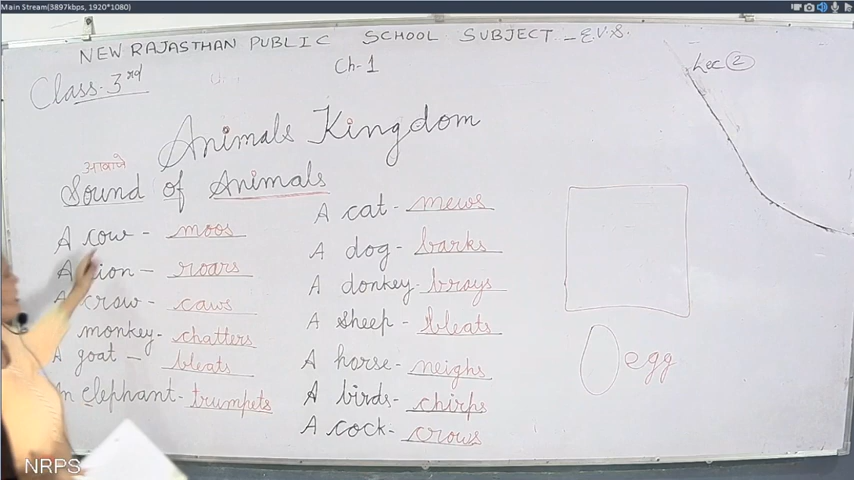 Main Stream(3897kbps, 1920*1080)
NEW RAJASTHAN PUBLIC SCHOOL SUBJECT - E.V.S.
Class-3rd
Ch-1
Lec 2
Animals Kingdom
आवाजे
Sound of Animals
A cow - moos
A lion - roars
A crow - caws
monkey - chatters
A goat - bleats
An elephant - trumpets
A cat - mews
A dog - barks
A donkey - brays
A sheep - bleats
A horse - neighs
A birds - chirps
A cock - crows
egg
NRPS